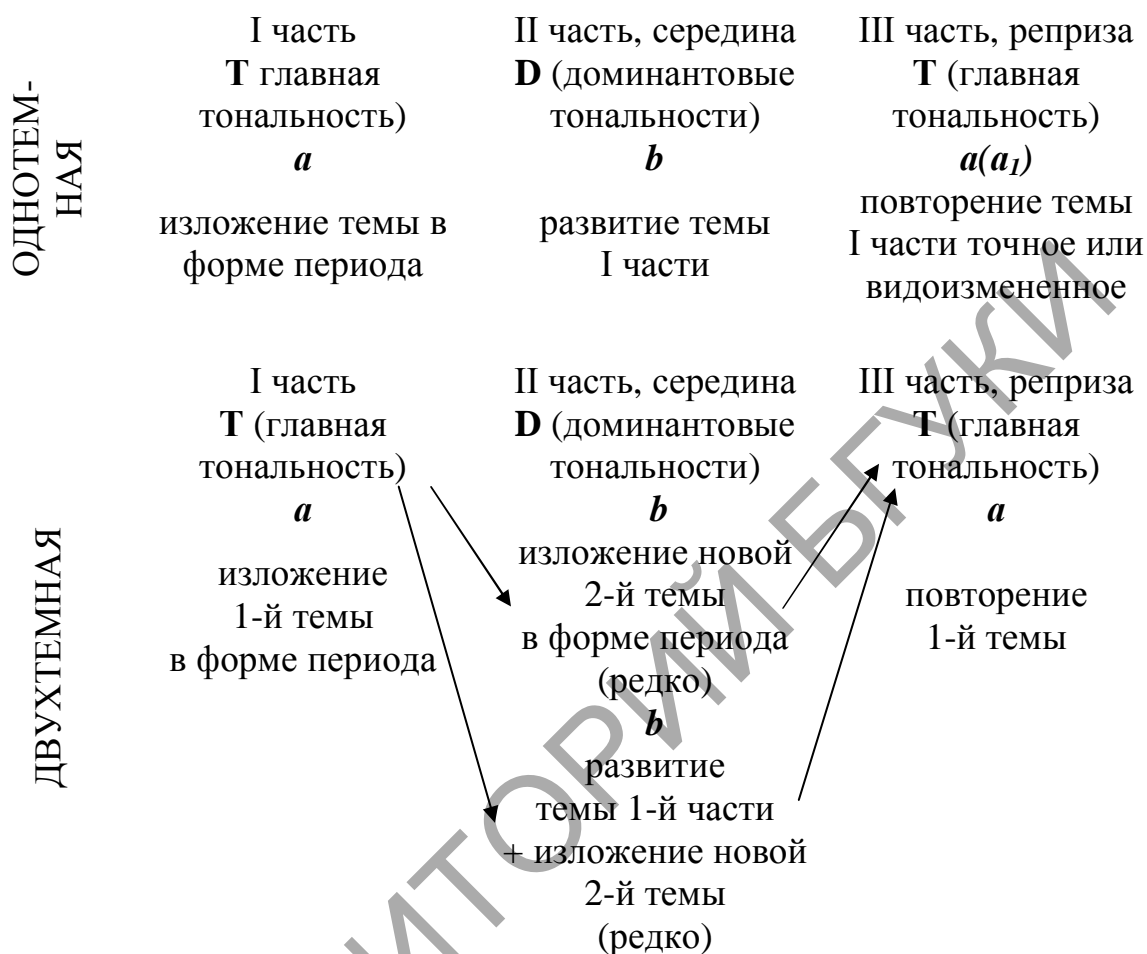 ОДНОТЕМ-
НАЯ
I часть
T главная
тональность)
a
изложение темы в
форме периода
II часть, середина
D (доминантовые
тональности)
b
развитие темы
I части
III часть, реприза
T (главная
тональность)
a(a₁)
повторение темы
I части точное или
видоизмененное
ДВУХТЕМНАЯ
I часть
T (главная
тональность)
a
изложение
1-й темы
в форме периода
II часть, середина
D (доминантовые
тональности)
b
изложение новой
2-й темы
в форме периода
(редко)
b
развитие
темы 1-й части
+ изложение новой
2-й темы
(редко)
III часть, реприза
T (главная
тональность)
a
повторение
1-й темы
ИТОРИЙ БГУКИ